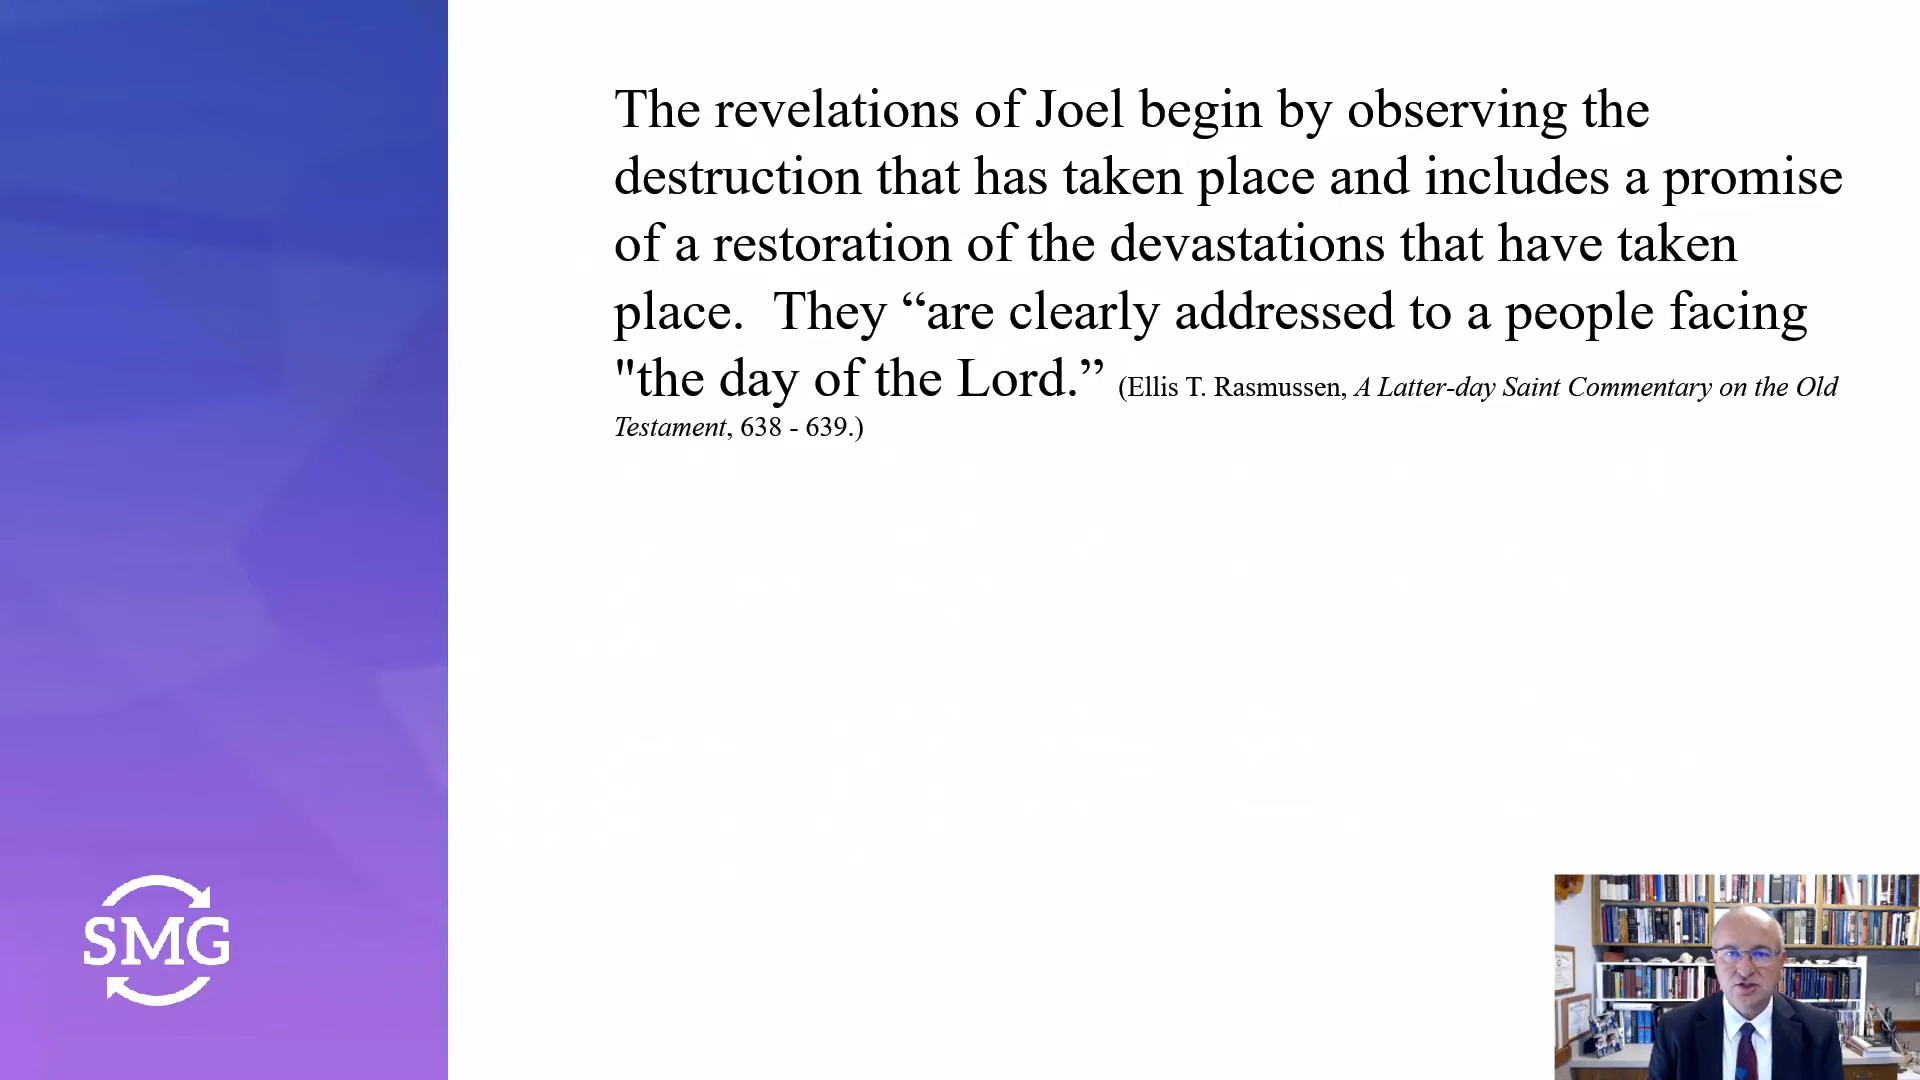 The revelations of Joel begin by observing the
destruction that has taken place and includes a promise
of a restoration of the devastations that have taken
place.  They “are clearly addressed to a people facing
"the day of the Lord.” (Ellis T. Rasmussen, A Latter-day Saint Commentary on the Old
Testament, 638 - 639.)
SMG